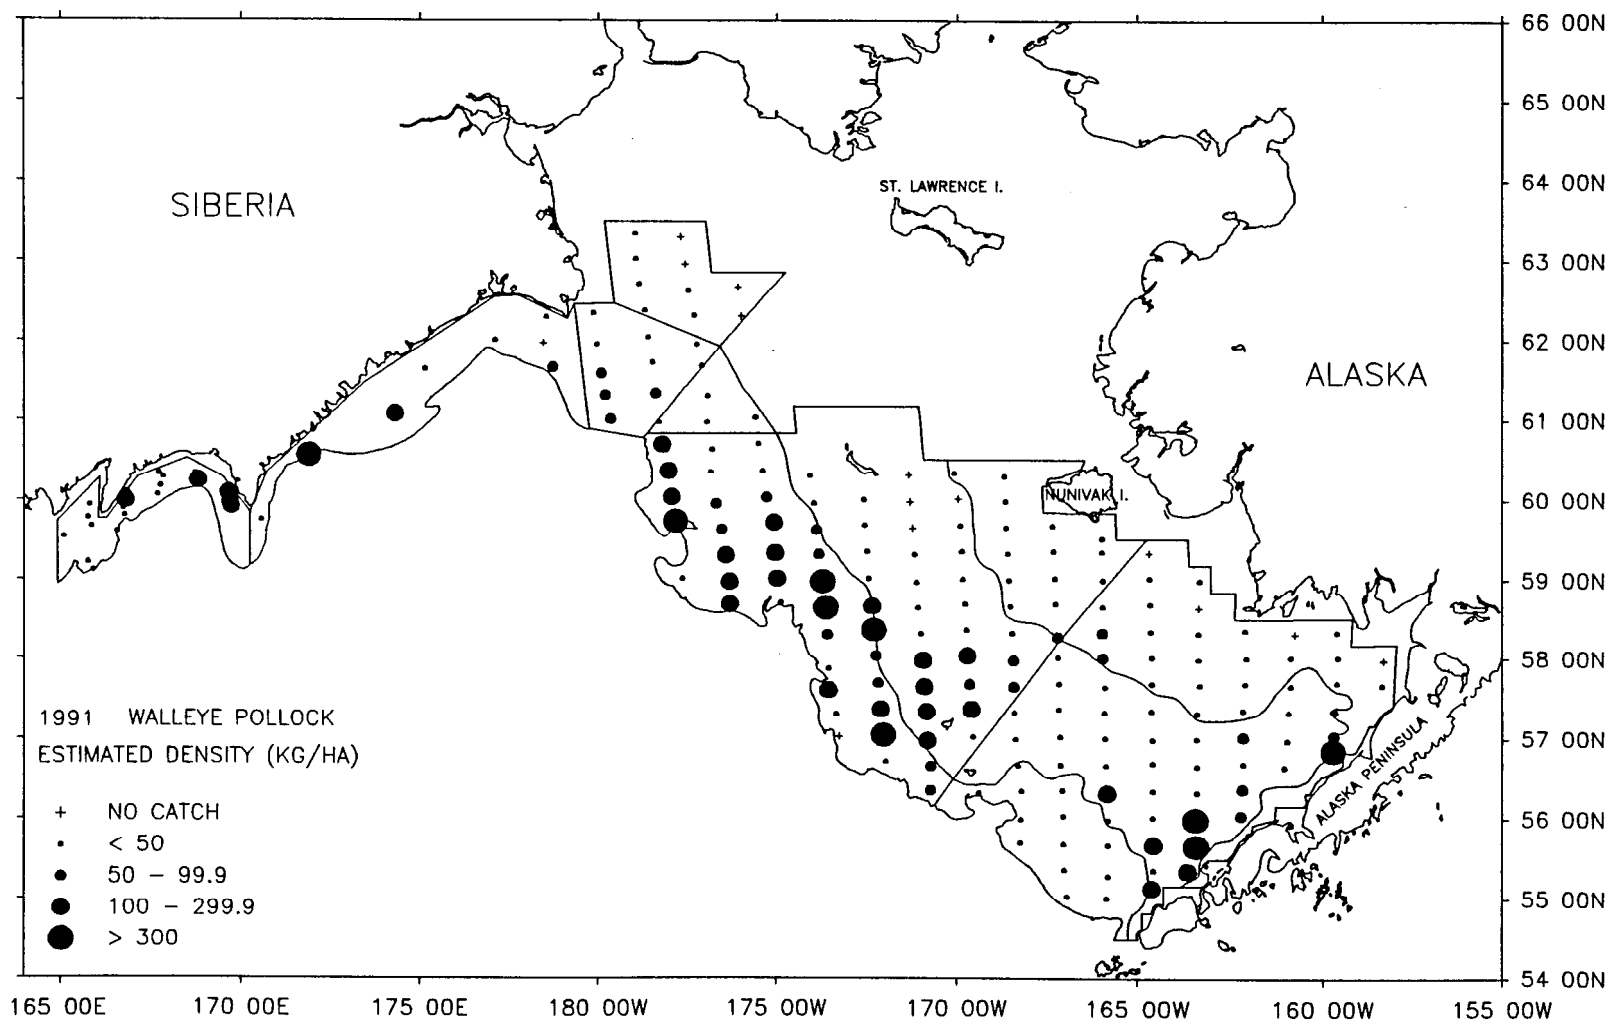 66 00N
65 00N
SIBERIA
ST. LAWRENCE I.
64 00N
63 00N
62 00N
ALASKA
61 00N
NUNIVAK I.
60 00N
59 00N
58 00N
1991 WALLEYE POLLOCK
ESTIMATED DENSITY (KG/HA)
57 00N
ALASKA PENINSULA
+ NO CATCH
56 00N
< 50
50 - 99.9
100 - 299.9
55 00N
> 300
54 00N
165 00E 170 00E 175 00E 180 00W 175 00W 170 00W 165 00W 160 00W 155 00W